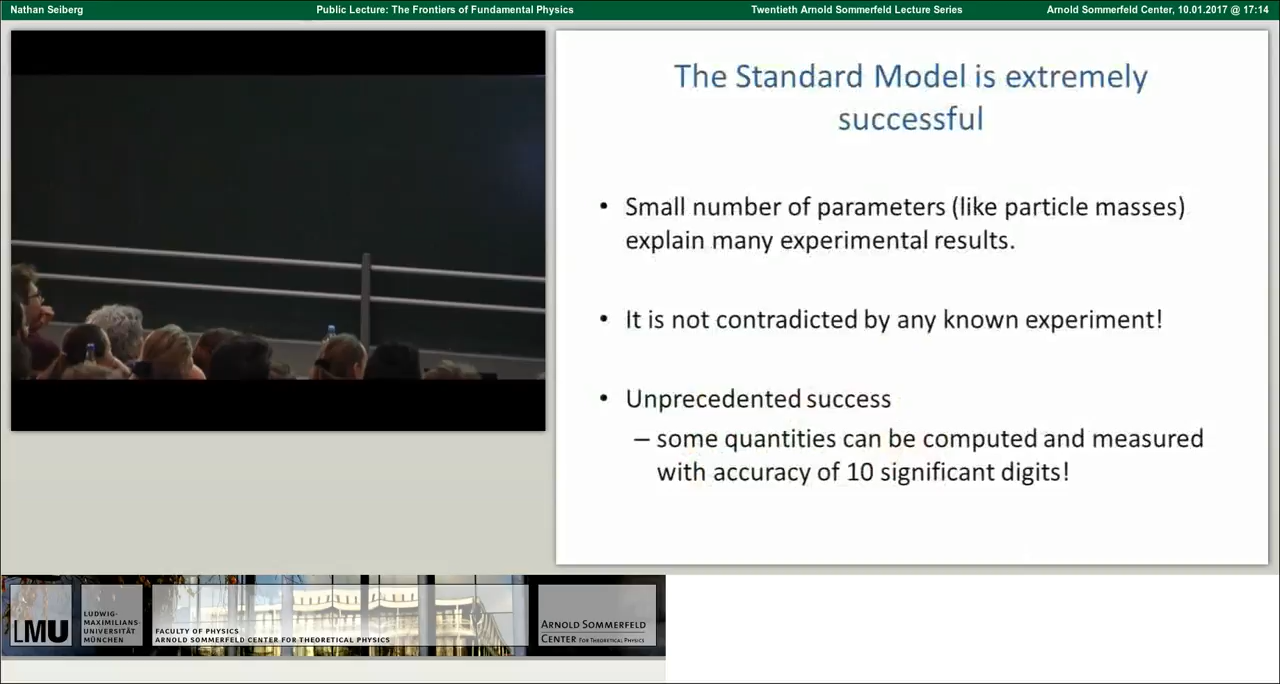 Nathan Seiberg Public Lecture: The Frontiers of Fundamental Physics Twentieth Arnold Sommerfeld Lecture Series Arnold Sommerfeld Center, 10.01.2017 @ 17:14
The Standard Model is extremely
successful
• Small number of parameters (like particle masses)
explain many experimental results.
• It is not contradicted by any known experiment!
• Unprecedented success
– some quantities can be computed and measured
with accuracy of 10 significant digits!
LMU
LUDWIG-
MAXIMILIANS-
UNIVERSITÄT
MÜNCHEN
FACULTY OF PHYSICS
ARNOLD SOMMERFELD CENTER FOR THEORETICAL PHYSICS
ARNOLD SOMMERFELD
CENTER FOR THEORETICAL PHYSICS